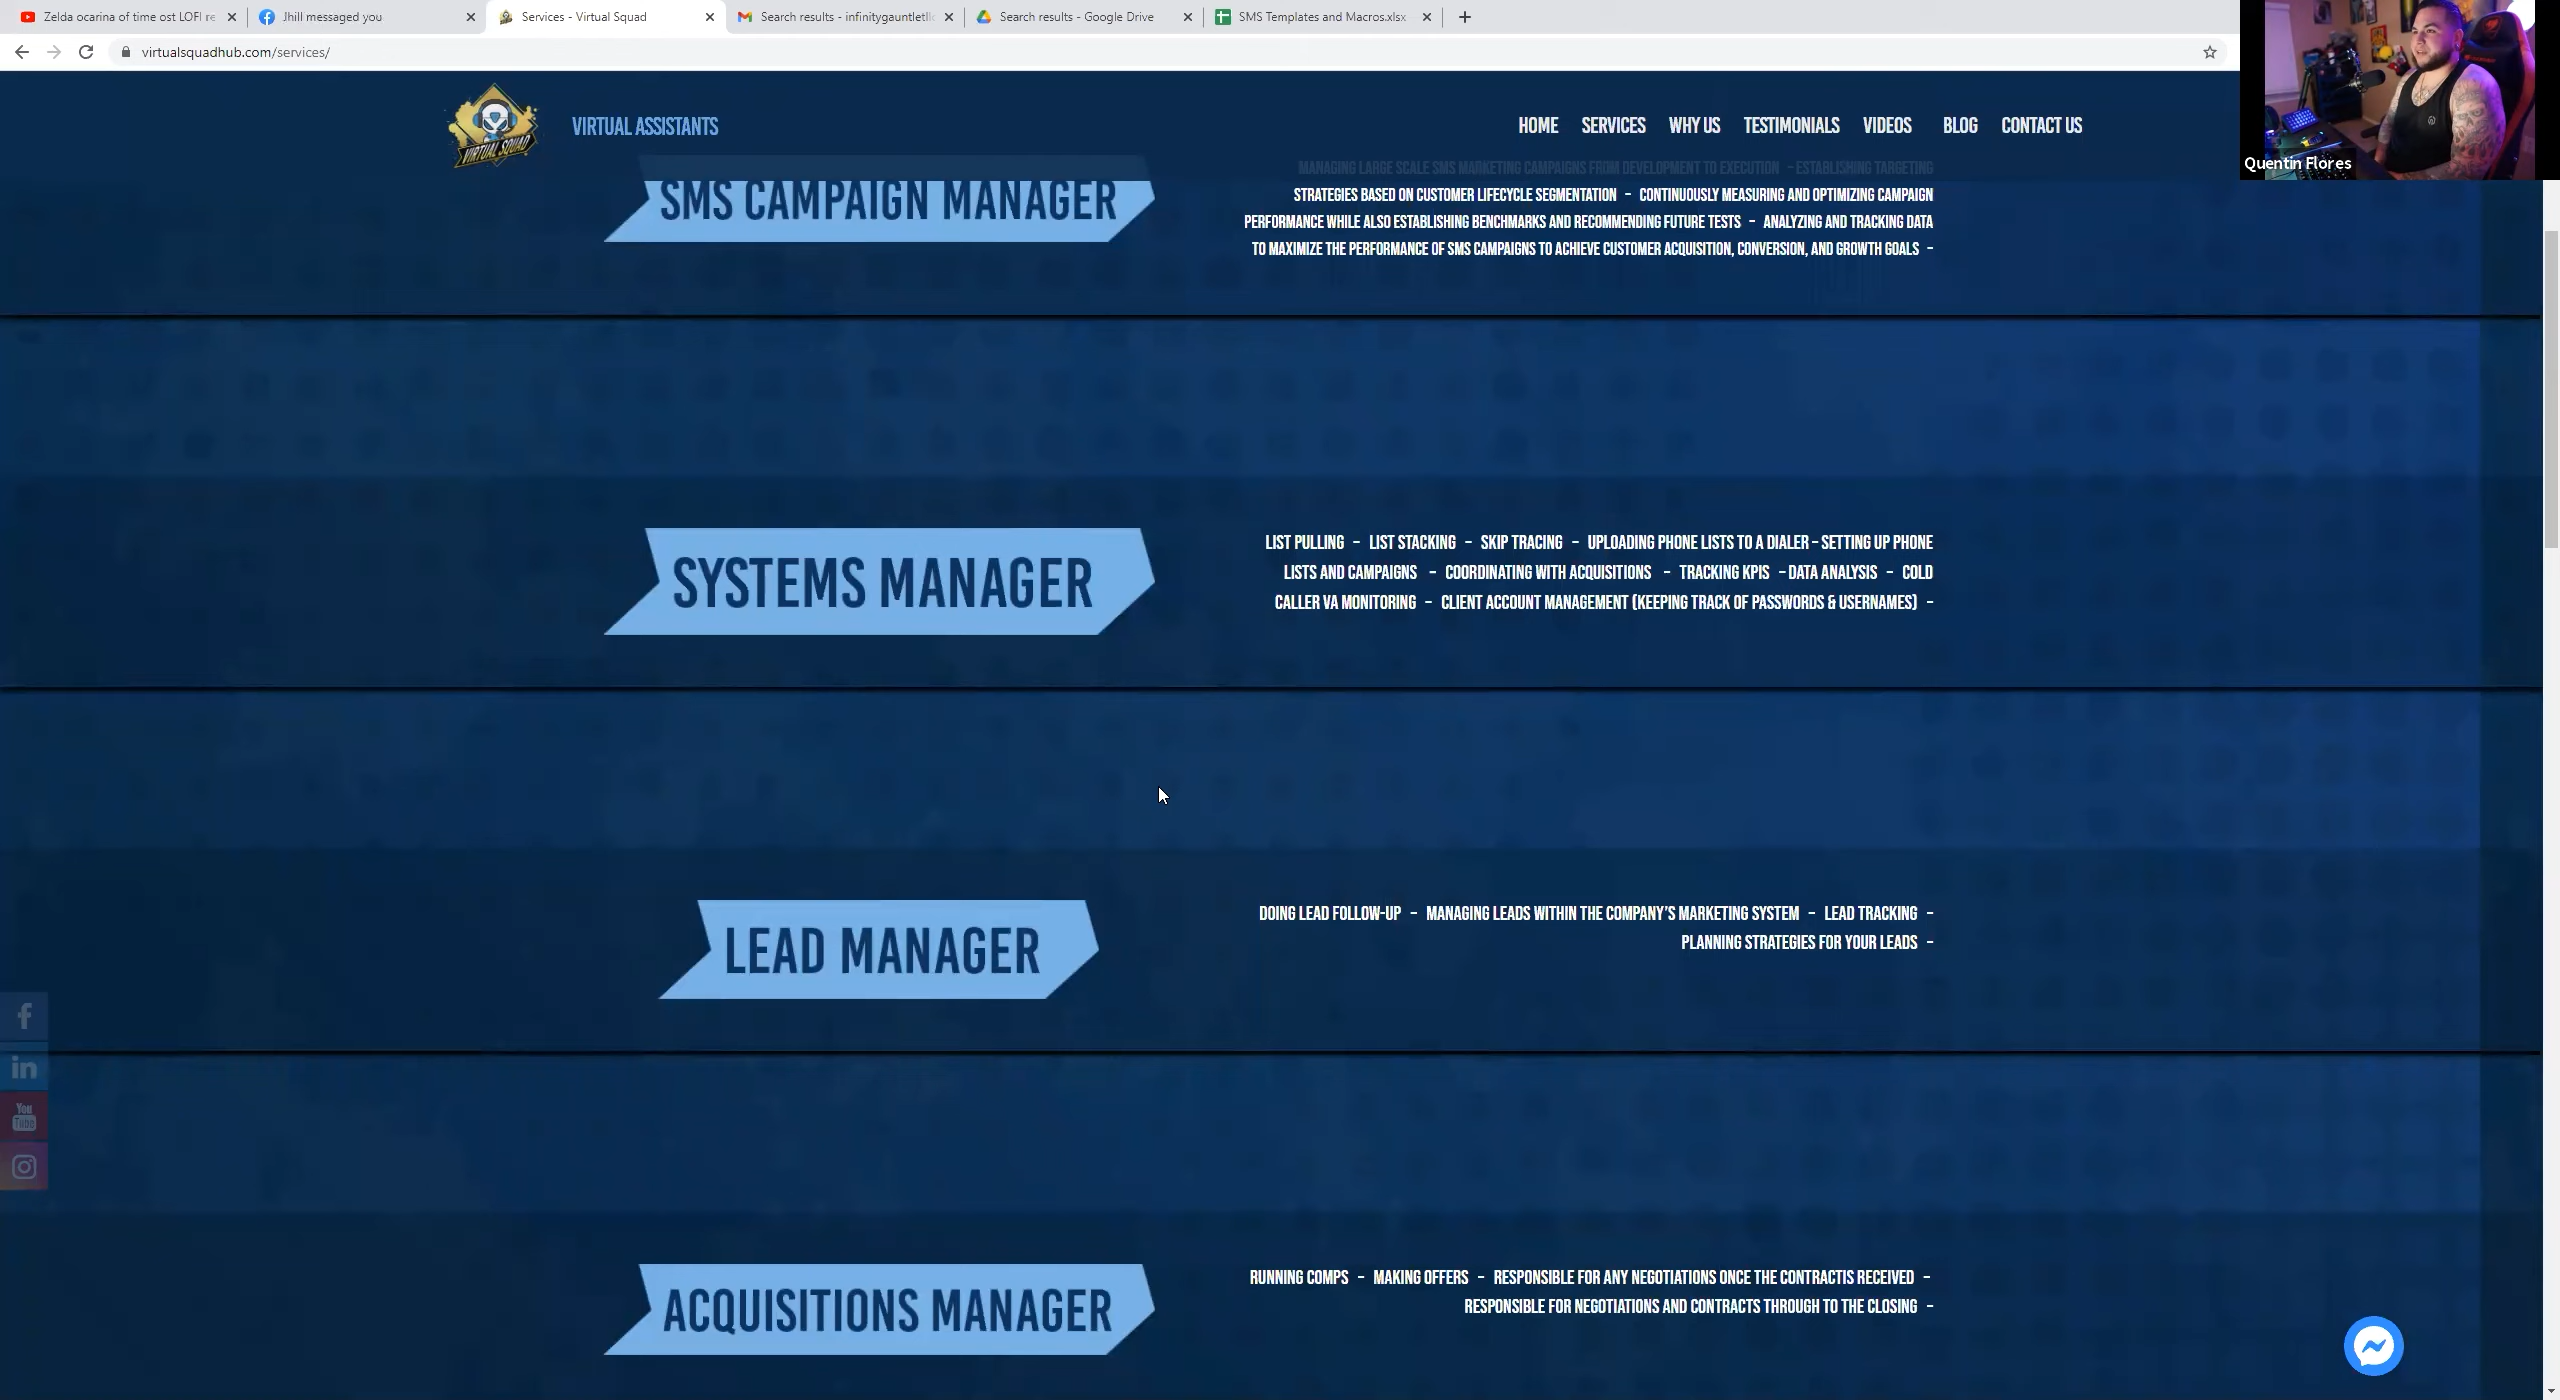 Zelda ocarina of time ost LOFI re
Jhill messaged you
Services - Virtual Squad
Search results - infinitygauntletll
Search results - Google Drive
SMS Templates and Macros.xlsx
virtualsquadhub.com/services/
Quentin Flores
VIRTUAL SQUAD
VIRTUAL ASSISTANTS
HOME SERVICES WHY US TESTIMONIALS VIDEOS BLOG CONTACT US
SMS CAMPAIGN MANAGER
MANAGING LARGE SCALE SMS MARKETING CAMPAIGNS FROM DEVELOPMENT TO EXECUTION - ESTABLISHING TARGETING
STRATEGIES BASED ON CUSTOMER LIFECYCLE SEGMENTATION - CONTINUOUSLY MEASURING AND OPTIMIZING CAMPAIGN
PERFORMANCE WHILE ALSO ESTABLISHING BENCHMARKS AND RECOMMENDING FUTURE TESTS - ANALYZING AND TRACKING DATA
TO MAXIMIZE THE PERFORMANCE OF SMS CAMPAIGNS TO ACHIEVE CUSTOMER ACQUISITION, CONVERSION, AND GROWTH GOALS -
SYSTEMS MANAGER
LIST PULLING - LIST STACKING - SKIP TRACING - UPLOADING PHONE LISTS TO A DIALER - SETTING UP PHONE
LISTS AND CAMPAIGNS - COORDINATING WITH ACQUISITIONS - TRACKING KPIS - DATA ANALYSIS - COLD
CALLER VA MONITORING - CLIENT ACCOUNT MANAGEMENT (KEEPING TRACK OF PASSWORDS & USERNAMES) -
LEAD MANAGER
DOING LEAD FOLLOW-UP - MANAGING LEADS WITHIN THE COMPANY'S MARKETING SYSTEM - LEAD TRACKING -
PLANNING STRATEGIES FOR YOUR LEADS -
You
Tube
ACQUISITIONS MANAGER
RUNNING COMPS - MAKING OFFERS - RESPONSIBLE FOR ANY NEGOTIATIONS ONCE THE CONTRACTIS RECEIVED -
RESPONSIBLE FOR NEGOTIATIONS AND CONTRACTS THROUGH TO THE CLOSING -